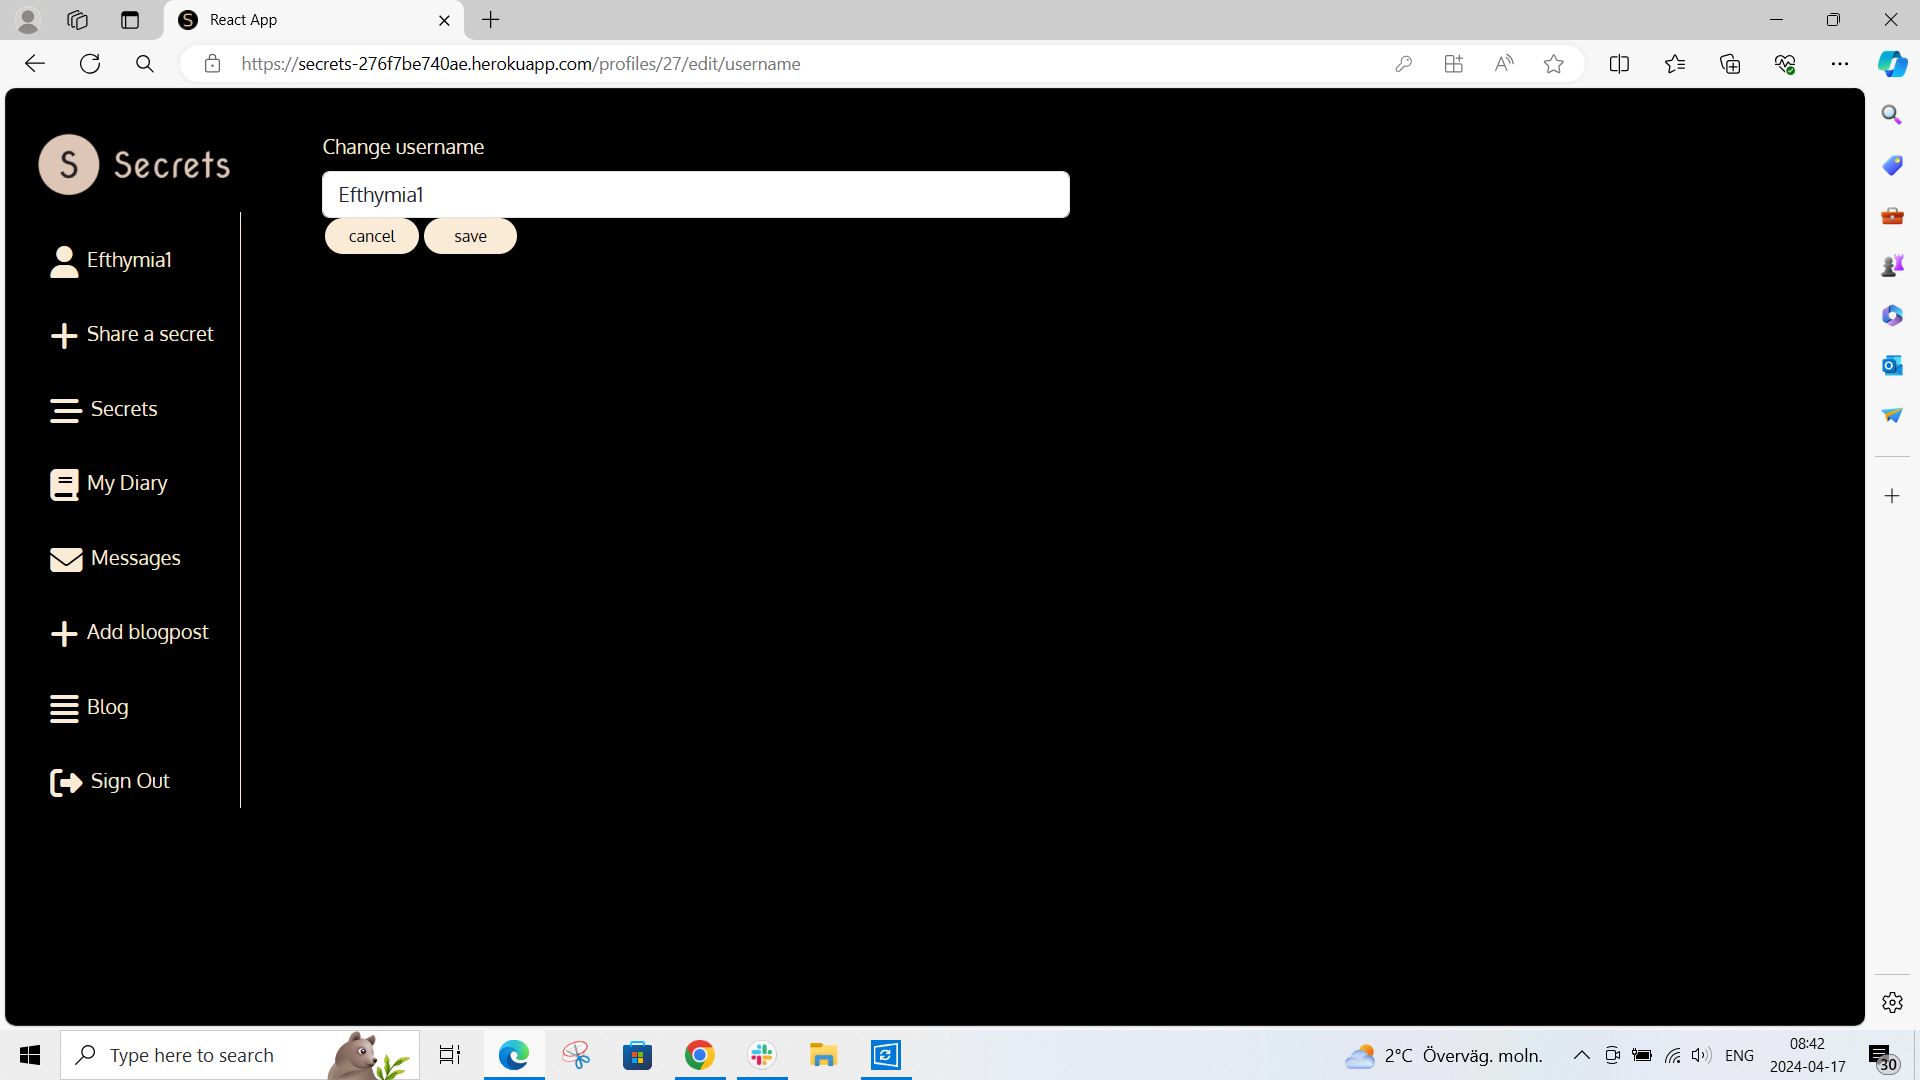 React App
https://secrets-276f7be740ae.herokuapp.com/profiles/27/edit/username
S Secrets
Change username
Efthymia1
cancel save
Efthymia1
Share a secret
Secrets
My Diary
Messages
Add blogpost
Blog
Sign Out
Type here to search
2°C Överväg. moln.
ENG
08:42
2024-04-17
30